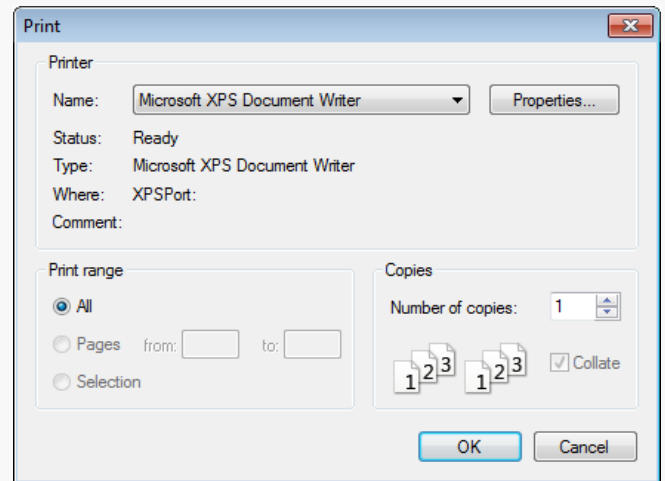 Print
Printer
Name: Microsoft XPS Document Writer Properties...
Status: Ready
Type: Microsoft XPS Document Writer
Where: XPSPort:
Comment:
Print range
All
Pages from: to:
Selection
Copies
Number of copies: 1
1 2 3 1 2 3 Collate
OK Cancel